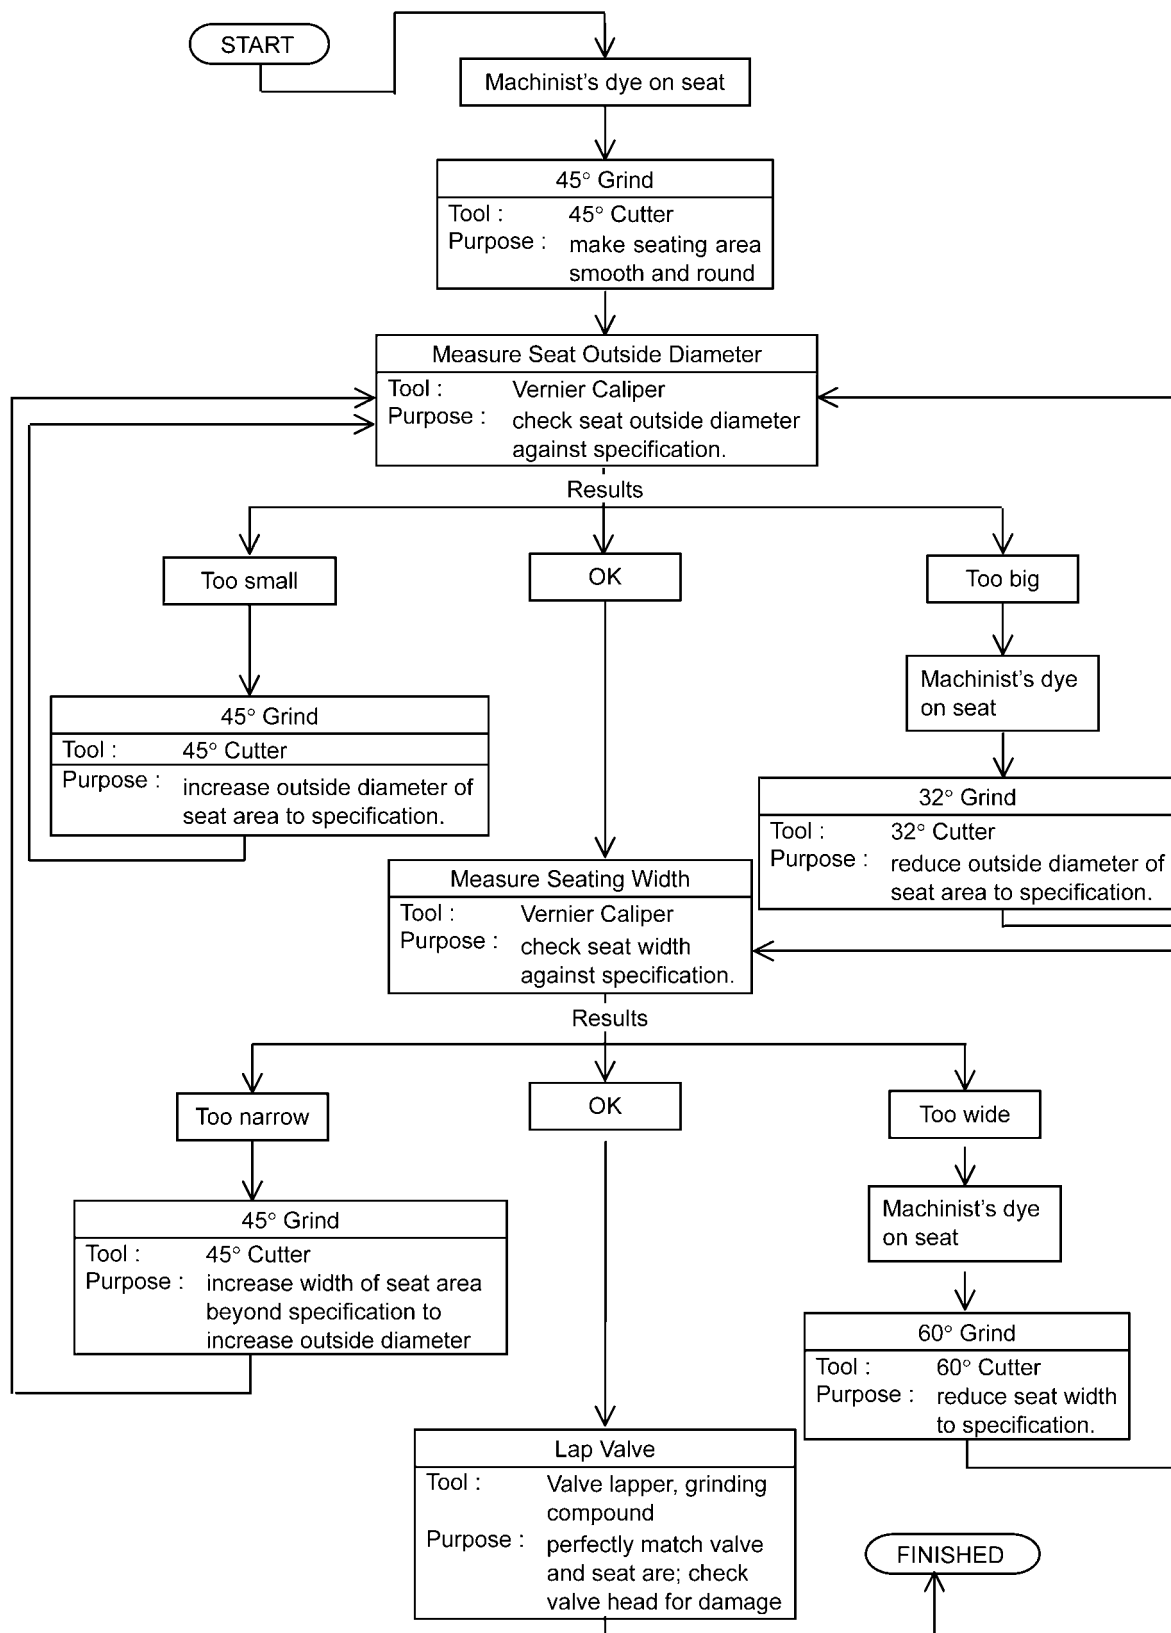 START
Machinist's dye on seat
45° Grind
Tool : 45° Cutter
Purpose : make seating area
smooth and round
Measure Seat Outside Diameter
Tool : Vernier Caliper
Purpose : check seat outside diameter
against specification.
Results
Too small
OK
Too big
Machinist's dye
on seat
45° Grind
Tool : 45° Cutter
Purpose : increase outside diameter of
seat area to specification.
32° Grind
Tool : 32° Cutter
Purpose : reduce outside diameter of
seat area to specification.
Measure Seating Width
Tool : Vernier Caliper
Purpose : check seat width
against specification.
Results
Too narrow
OK
Too wide
Machinist's dye
on seat
45° Grind
Tool : 45° Cutter
Purpose : increase width of seat area
beyond specification to
increase outside diameter
60° Grind
Tool : 60° Cutter
Purpose : reduce seat width
to specification.
Lap Valve
Tool : Valve lapper, grinding
compound
Purpose : perfectly match valve
and seat are; check
valve head for damage
FINISHED